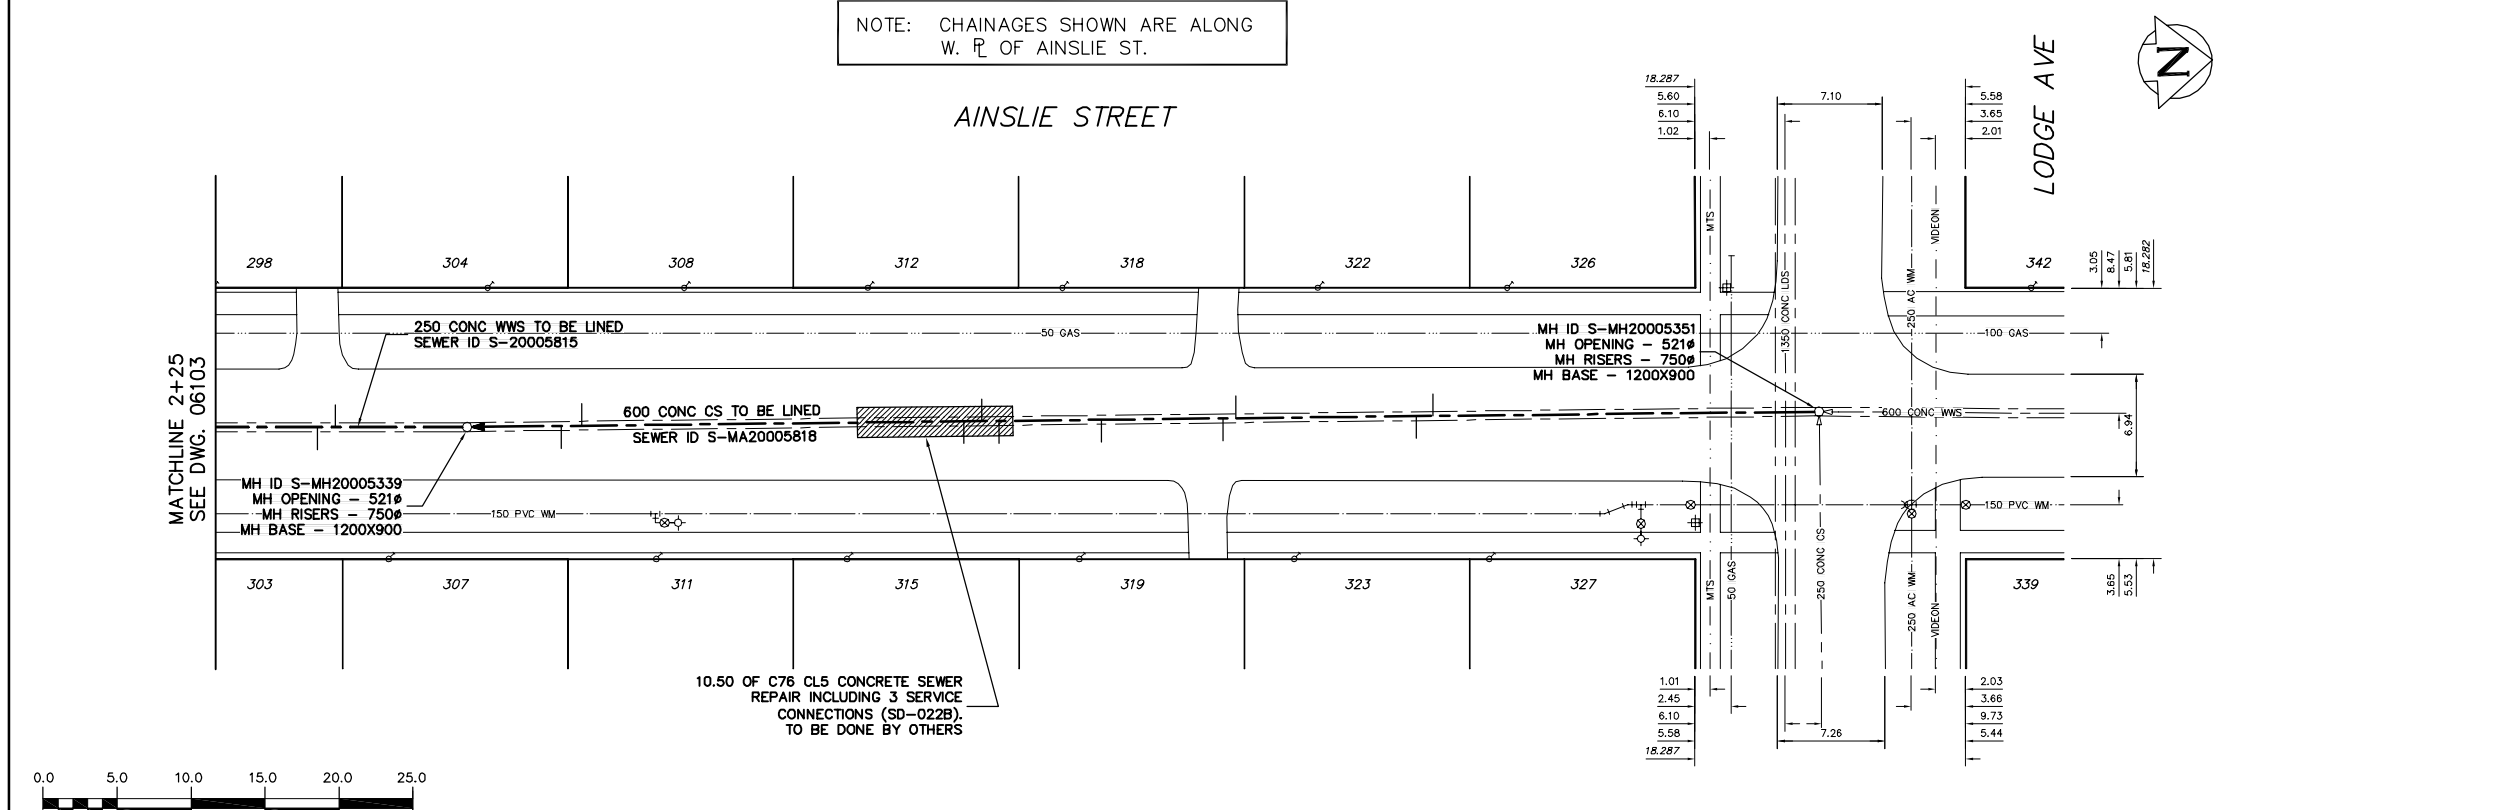 NOTE: CHAINAGES SHOWN ARE ALONG
W. PL OF AINSLIE ST.
AINSLIE STREET
LODGE AVE
N
18.287
5.60
6.10
1.02
7.10
5.58
3.65
2.01
MTS
VIDEON
298
304
308
312
318
322
326
342
3.05
8.47
5.81
18.282
1350 CONC LDS
250 AC WM
250 CONC WWS TO BE LINED
SEWER ID S-20005815
50 GAS
MH ID S-MH20005351
MH OPENING - 521ø
MH RISERS - 750ø
MH BASE - 1200X900
100 GAS
MATCHLINE 2+25
SEE DWG. 06103
600 CONC CS TO BE LINED
SEWER ID S-MA20005818
600 CONC WWS
6.94
MH ID S-MH20005339
MH OPENING - 521ø
MH RISERS - 750ø
MH BASE - 1200X900
150 PVC WM
150 PVC WM
303
307
311
315
319
323
327
339
MTS
50 GAS
250 CONC CS
250 AC WM
VIDEON
3.65
5.53
10.50 OF C76 CL5 CONCRETE SEWER
REPAIR INCLUDING 3 SERVICE
CONNECTIONS (SD-022B).
TO BE DONE BY OTHERS
1.01
2.45
6.10
5.58
18.287
7.26
2.03
3.66
9.73
5.44
0.0 5.0 10.0 15.0 20.0 25.0